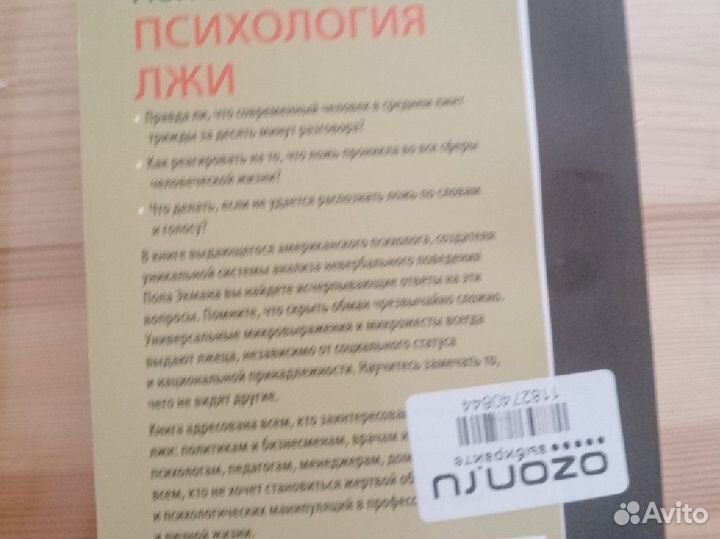 ПСИХОЛОГИЯ
ЛЖИ
• Правда ли, что современный человек в среднем лжет
трижды за десять минут разговора?
• Как реагировать на то, что ложь проникла во все сферы
человеческой жизни?
• Что делать, если не удается распознать ложь по словам
и голосу?
В книге выдающегося американского психолога, создателя
уникальной системы анализа невербального поведения
Пола Экмана вы найдете исчерпывающие ответы на эти
вопросы. Помните, что скрыть обман чрезвычайно сложно.
Универсальные микровыражения и микрожесты всегда
выдают лжеца, независимо от социального статуса
и национальной принадлежности. Научитесь замечать то,
чего не видят другие.
Книга адресована всем, кто заинтересован
лжи: политикам и бизнесменам, врачам и
психологам, педагогам, менеджерам, дом
всем, кто не хочет становиться жертвой об
и психологических манипуляций в професс
и личной жизни.
1182740844
выбирайте
ozon.ru
Avito